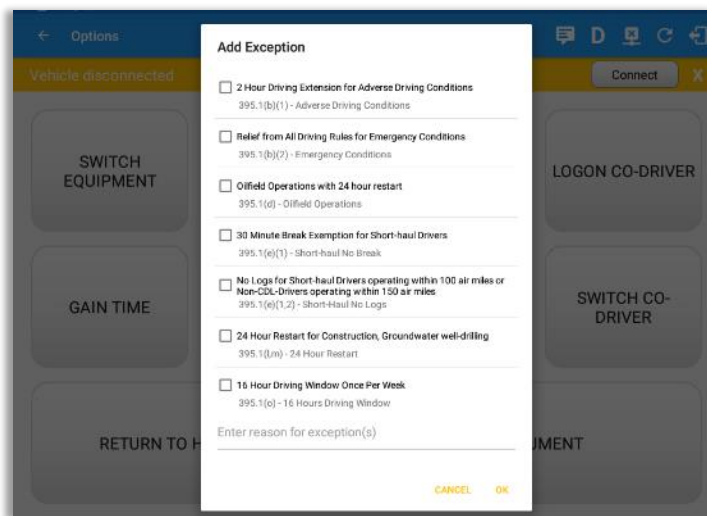 Options
D
Vehicle disconnected
Connect
X
SWITCH
EQUIPMENT
LOGON CO-DRIVER
GAIN TIME
SWITCH CO-
DRIVER
RETURN TO H
UMENT
Add Exception
2 Hour Driving Extension for Adverse Driving Conditions
395.1(b)(1) - Adverse Driving Conditions
Relief from All Driving Rules for Emergency Conditions
395.1(b)(2) - Emergency Conditions
Oilfield Operations with 24 hour restart
395.1(d) - Oilfield Operations
30 Minute Break Exemption for Short-haul Drivers
395.1(e)(1) - Short-haul No Break
No Logs for Short-haul Drivers operating within 100 air miles or
Non-CDL-Drivers operating within 150 air miles
395.1(e)(1,2) - Short-Haul No Logs
24 Hour Restart for Construction, Groundwater well-drilling
395.1(l,m) - 24 Hour Restart
16 Hour Driving Window Once Per Week
395.1(o) - 16 Hours Driving Window
Enter reason for exception(s)
CANCEL
OK